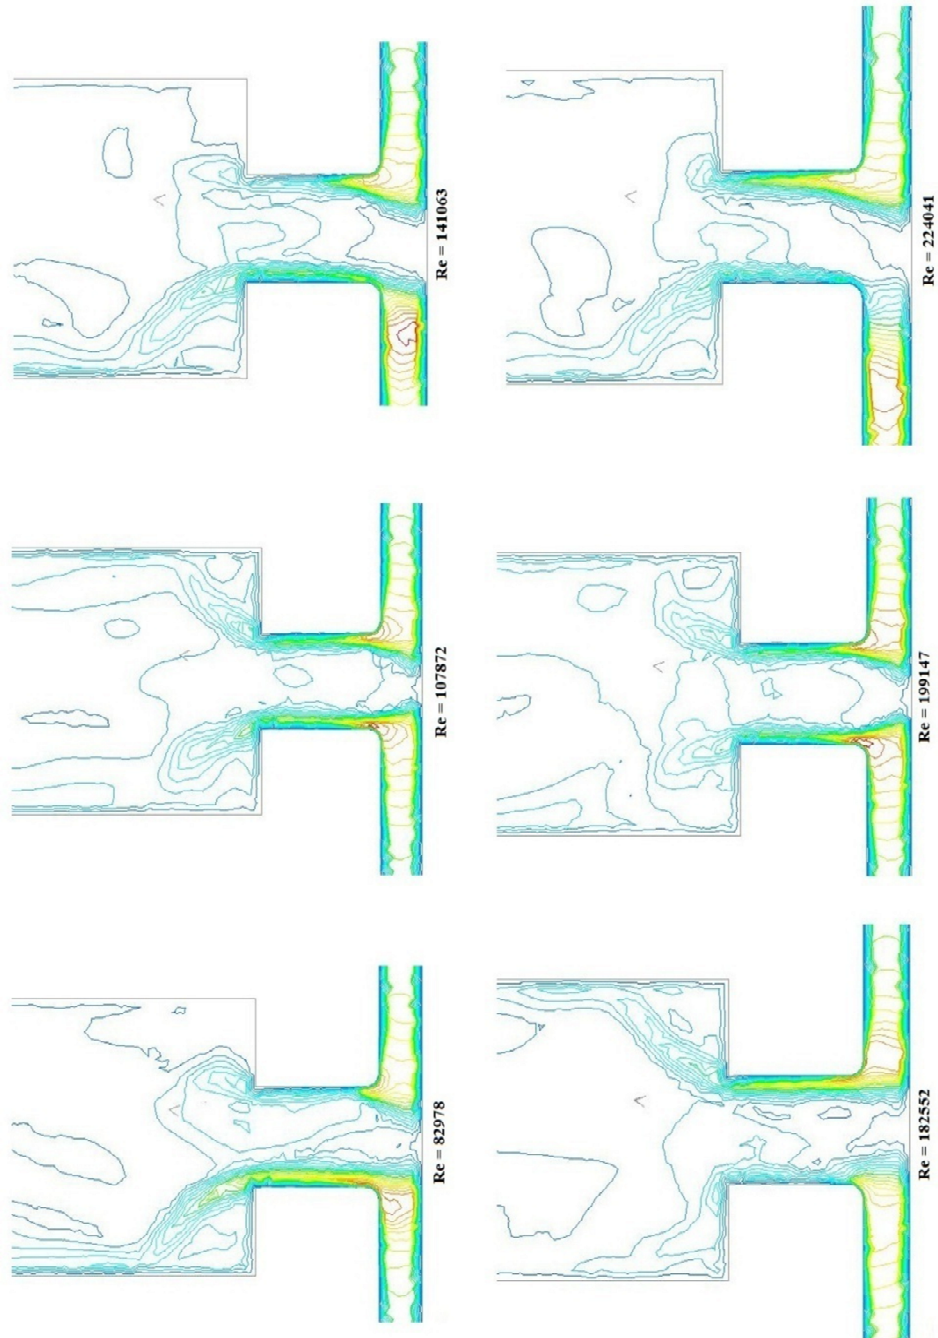 Re = 141063
Re = 224041
Re = 107872
Re = 199147
Re = 82978
Re = 182552